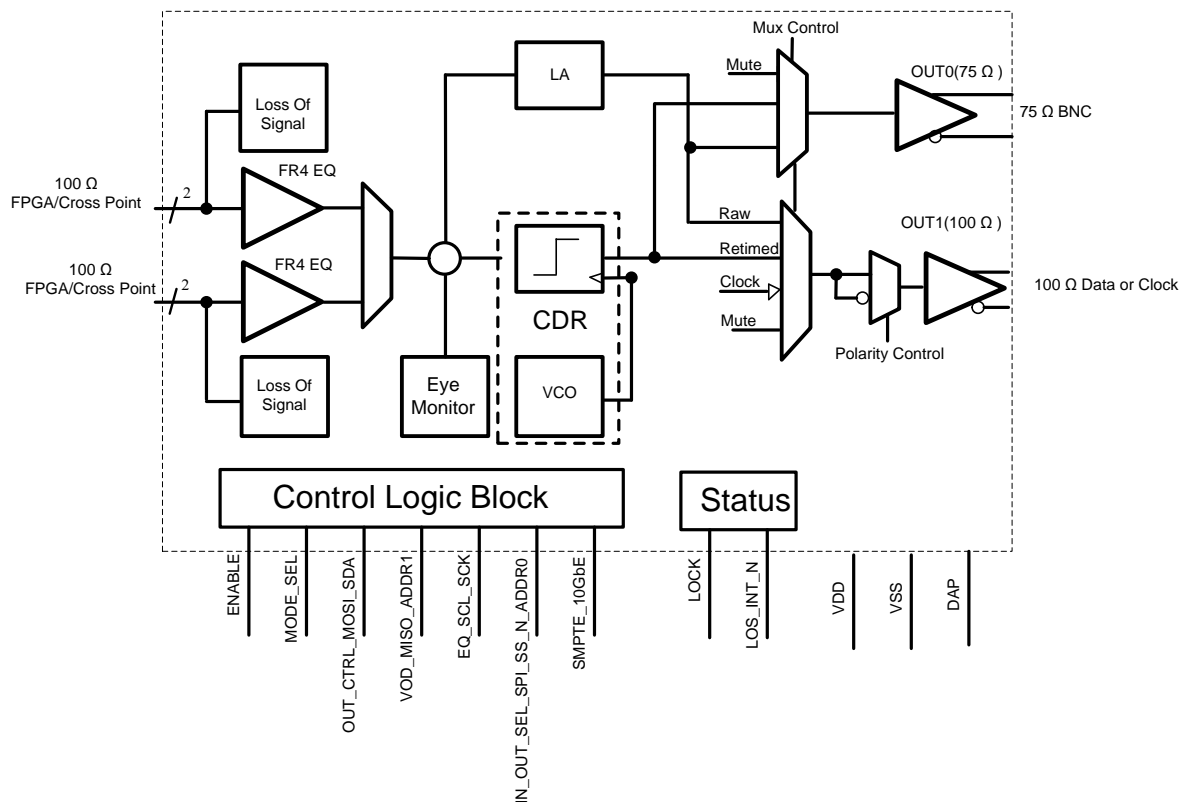 Mux Control
Mute
LA
OUT0(75 Ω )
75 Ω BNC
Loss Of
Signal
FR4 EQ
100 Ω
FPGA/Cross Point
2
Raw
OUT1(100 Ω )
Retimed
FR4 EQ
100 Ω
FPGA/Cross Point
2
Clock
100 Ω Data or Clock
CDR
Mute
Polarity Control
Loss Of
Signal
Eye
Monitor
VCO
Control Logic Block
Status
ENABLE
MODE_SEL
OUT_CTRL_MOSI_SDA
VOD_MISO_ADDR1
EQ_SCL_SCK
IN_OUT_SEL_SPI_SS_N_ADDR0
SMPTE_10GbE
LOCK
LOS_INT_N
VDD
VSS
DAP